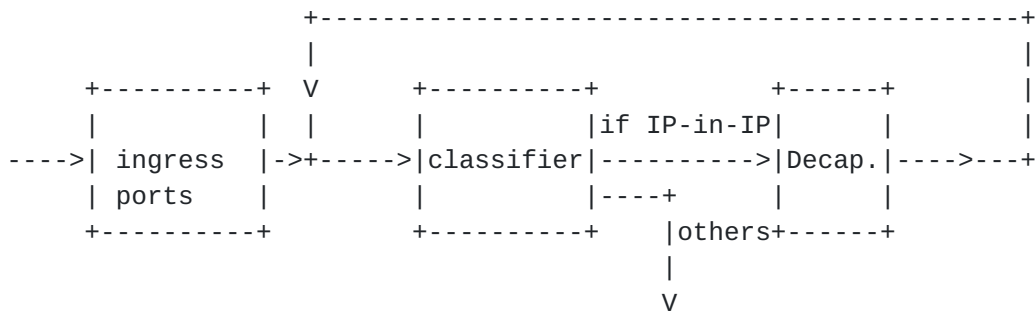 +-------------------------------------------+
                  |                                           |
     +----------+  V         +----------+           +------+  |
     |          |  |         |          |if IP-in-IP|      |  |
---->| ingress  |->+----->|classifier|---------->|Decap.|---->---+
     | ports    |            |          |----+      |      |
     +----------+            +----------+    |others+------+
                                             |
                                             V